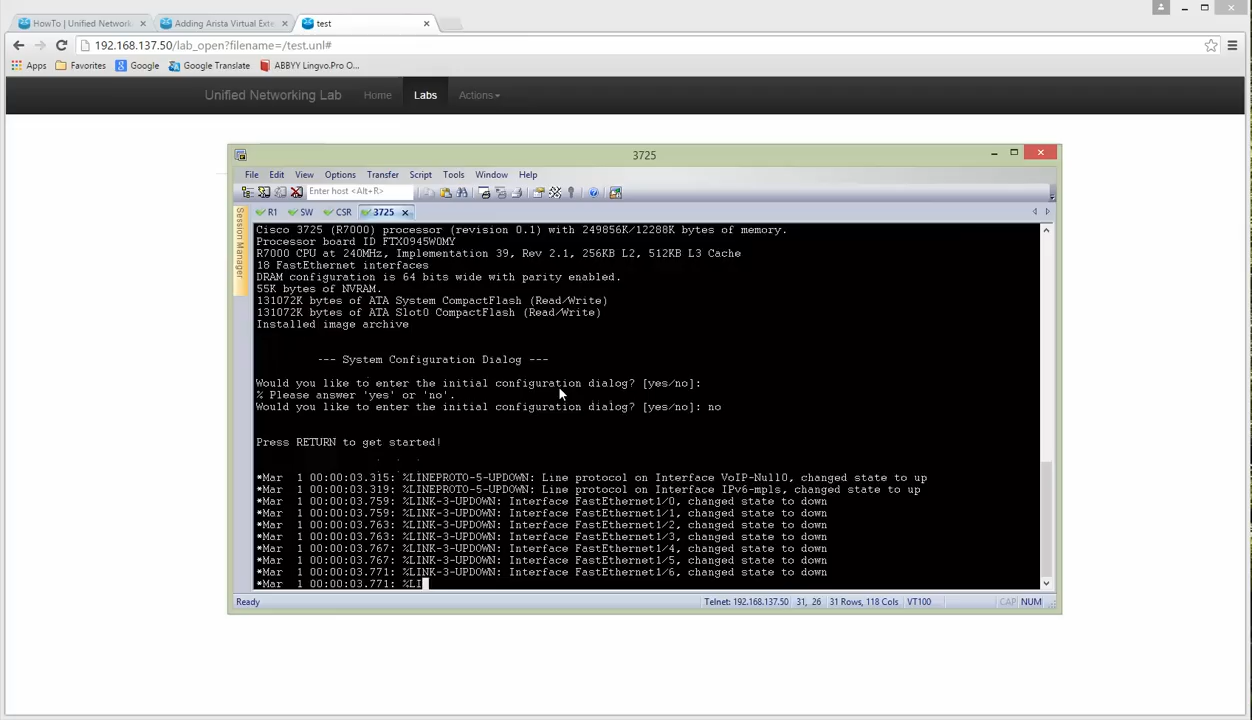 HowTo | Unified Network
Adding Arista Virtual Exte
test
192.168.137.50/lab_open?filename=/test.unl#
Apps Favorites Google Google Translate ABBYY Lingvo.Pro O...
Unified Networking Lab Home Labs Actions
3725
File Edit View Options Transfer Script Tools Window Help
Enter host <Alt+R>
R1 SW CSR 3725
Session Manager
Cisco 3725 (R7000) processor (revision 0.1) with 249856K/12288K bytes of memory.
Processor board ID FTX0945W0MY
R7000 CPU at 240MHz, Implementation 39, Rev 2.1, 256KB L2, 512KB L3 Cache
18 FastEthernet interfaces
DRAM configuration is 64 bits wide with parity enabled.
55K bytes of NVRAM.
131072K bytes of ATA System CompactFlash (Read/Write)
131072K bytes of ATA Slot0 CompactFlash (Read/Write)
Installed image archive
--- System Configuration Dialog ---
Would you like to enter the initial configuration dialog? [yes/no]:
% Please answer 'yes' or 'no'.
Would you like to enter the initial configuration dialog? [yes/no]: no
Press RETURN to get started!
*Mar 1 00:00:03.315: %LINEPROTO-5-UPDOWN: Line protocol on Interface VoIP-Null0, changed state to up
*Mar 1 00:00:03.319: %LINEPROTO-5-UPDOWN: Line protocol on Interface IPv6-mpls, changed state to up
*Mar 1 00:00:03.759: %LINK-3-UPDOWN: Interface FastEthernet1/0, changed state to down
*Mar 1 00:00:03.759: %LINK-3-UPDOWN: Interface FastEthernet1/1, changed state to down
*Mar 1 00:00:03.763: %LINK-3-UPDOWN: Interface FastEthernet1/2, changed state to down
*Mar 1 00:00:03.763: %LINK-3-UPDOWN: Interface FastEthernet1/3, changed state to down
*Mar 1 00:00:03.767: %LINK-3-UPDOWN: Interface FastEthernet1/4, changed state to down
*Mar 1 00:00:03.767: %LINK-3-UPDOWN: Interface FastEthernet1/5, changed state to down
*Mar 1 00:00:03.771: %LINK-3-UPDOWN: Interface FastEthernet1/6, changed state to down
*Mar 1 00:00:03.771: %LI
Ready Telnet: 192.168.137.50 31, 26 31 Rows, 118 Cols VT100 CAP NUM